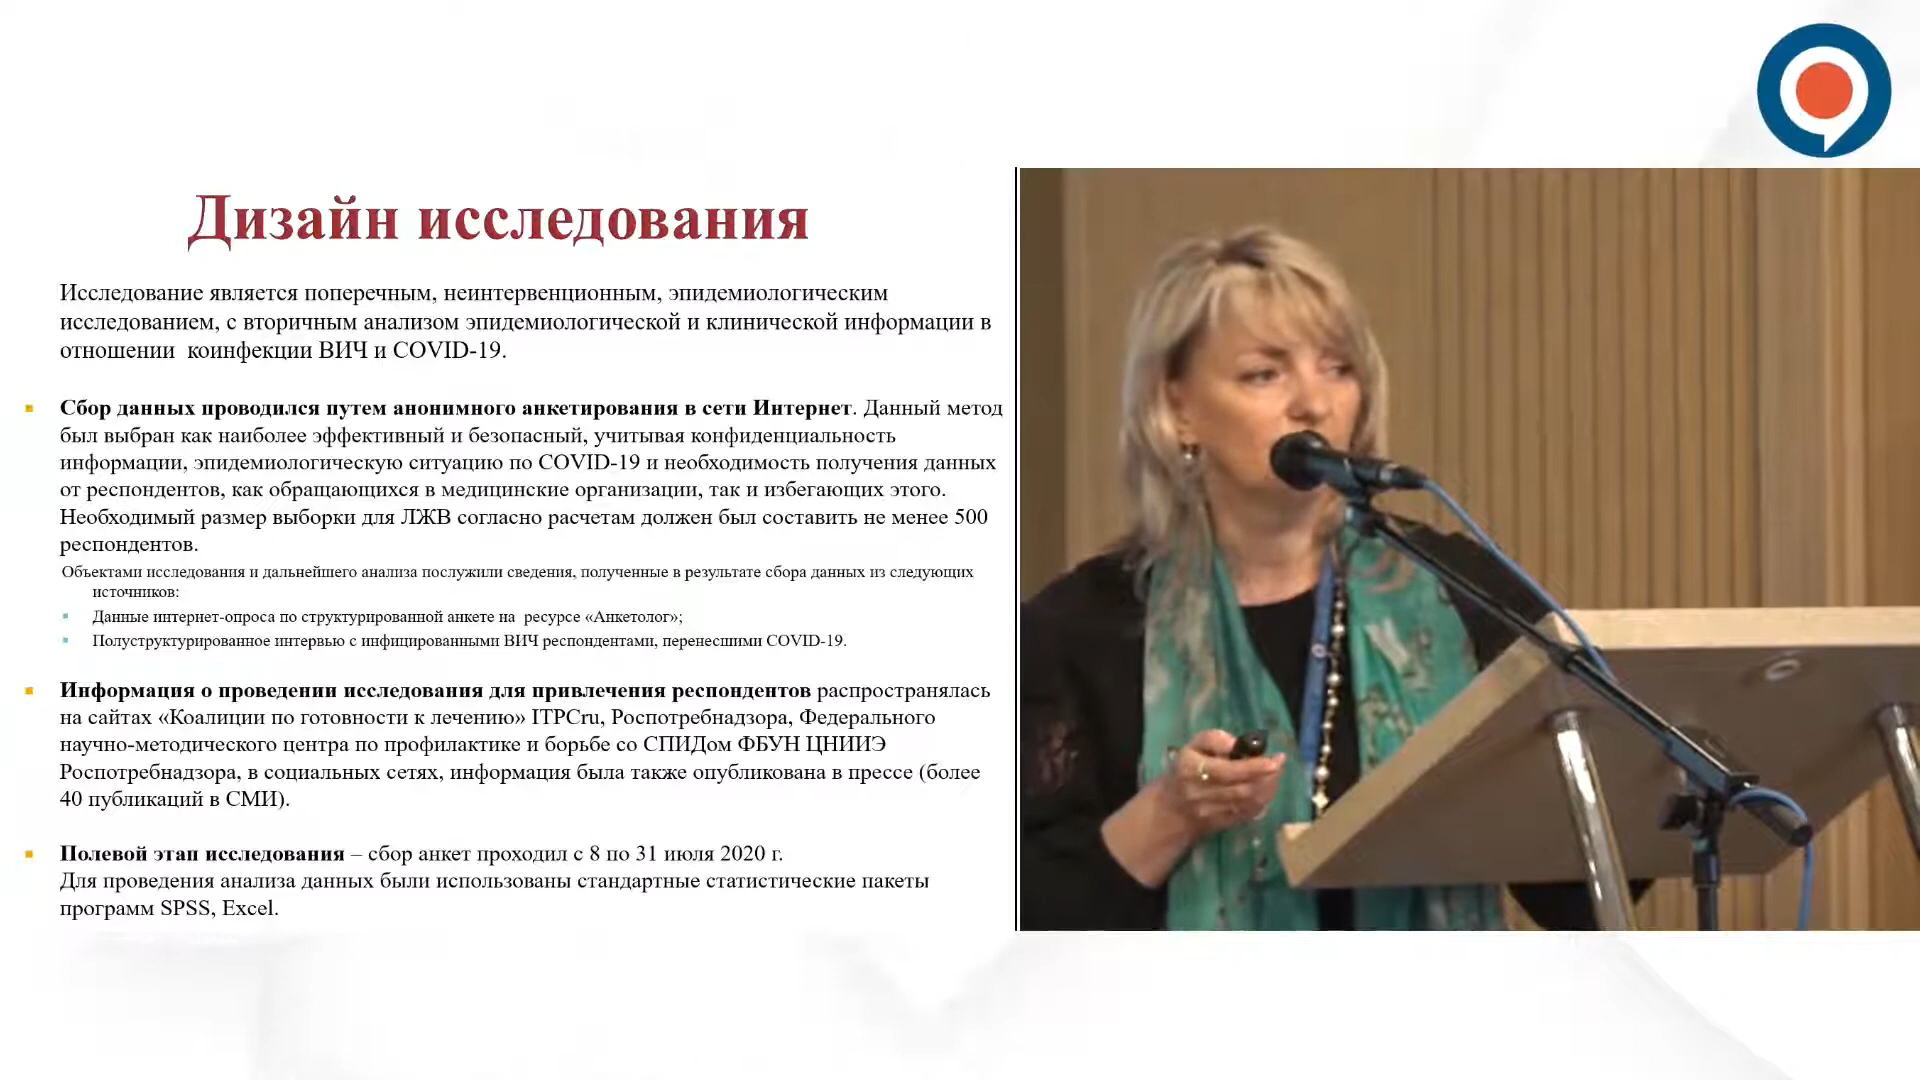 Дизайн исследования
Исследование является поперечным, неинтервенционным, эпидемиологическим
исследованием, с вторичным анализом эпидемиологической и клинической информации в
отношении коинфекции ВИЧ и COVID-19.
Сбор данных проводился путем анонимного анкетирования в сети Интернет. Данный метод
был выбран как наиболее эффективный и безопасный, учитывая конфиденциальность
информации, эпидемиологическую ситуацию по COVID-19 и необходимость получения данных
от респондентов, как обращающихся в медицинские организации, так и избегающих этого.
Необходимый размер выборки для ЛЖВ согласно расчетам должен был составить не менее 500
респондентов.
Объектами исследования и дальнейшего анализа послужили сведения, полученные в результате сбора данных из следующих
источников:
Данные интернет-опроса по структурированной анкете на ресурсе «Анкетолог»;
Полуструктурированное интервью с инфицированными ВИЧ респондентами, перенесшими COVID-19.
Информация о проведении исследования для привлечения респондентов распространялась
на сайтах «Коалиции по готовности к лечению» ITPCru, Роспотребнадзора, Федерального
научно-методического центра по профилактике и борьбе со СПИДом ФБУН ЦНИИЭ
Роспотребнадзора, в социальных сетях, информация была также опубликована в прессе (более
40 публикаций в СМИ).
Полевой этап исследования – сбор анкет проходил с 8 по 31 июля 2020 г.
Для проведения анализа данных были использованы стандартные статистические пакеты
программ SPSS, Excel.